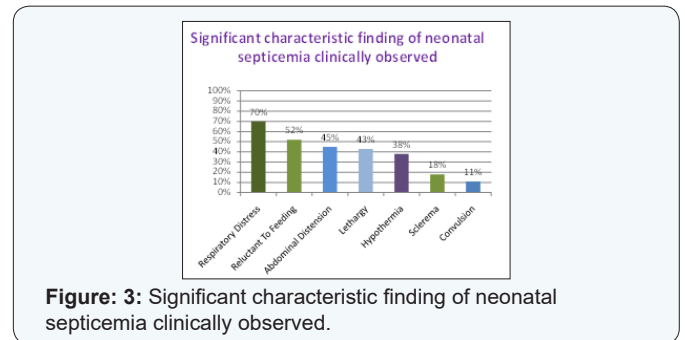 Significant characteristic finding of neonatal
septicemia clinically observed
100%
90%
80%
70%
60%
50%
40%
30%
20%
10%
0%
70%
52%
45%
43%
38%
18%
11%
Respiratory Distress
Reluctant To Feeding
Abdominal Distension
Lethargy
Hypothermia
Sclerema
Convulsion
Figure: 3: Significant characteristic finding of neonatal
septicemia clinically observed.